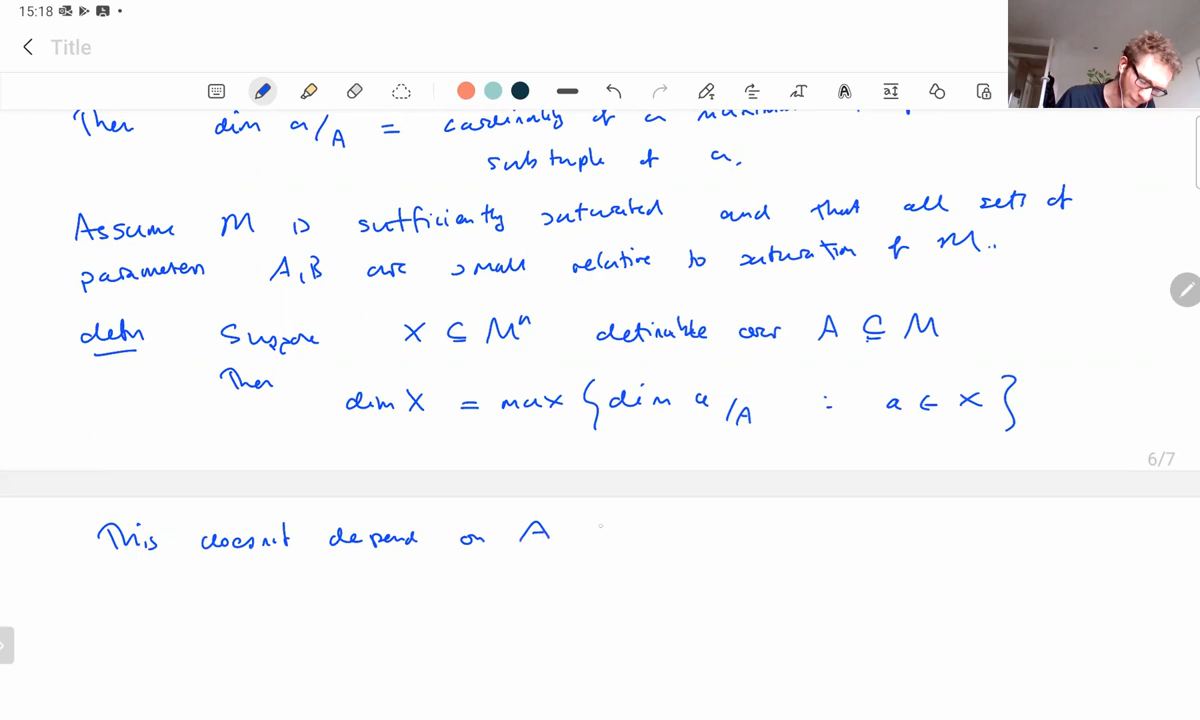 15:18
Title
Then dim a/A = cardinality of a
subtuple of a.
Assume M is sufficiently saturated and that all sets of
parameters A, B are small relative to saturation of M..
defn Suppose X ⊆ Mⁿ definable over A ⊆ M
Then
dim X = max { dim a/A : a ∈ X }
6/7
This doesn't depend on A